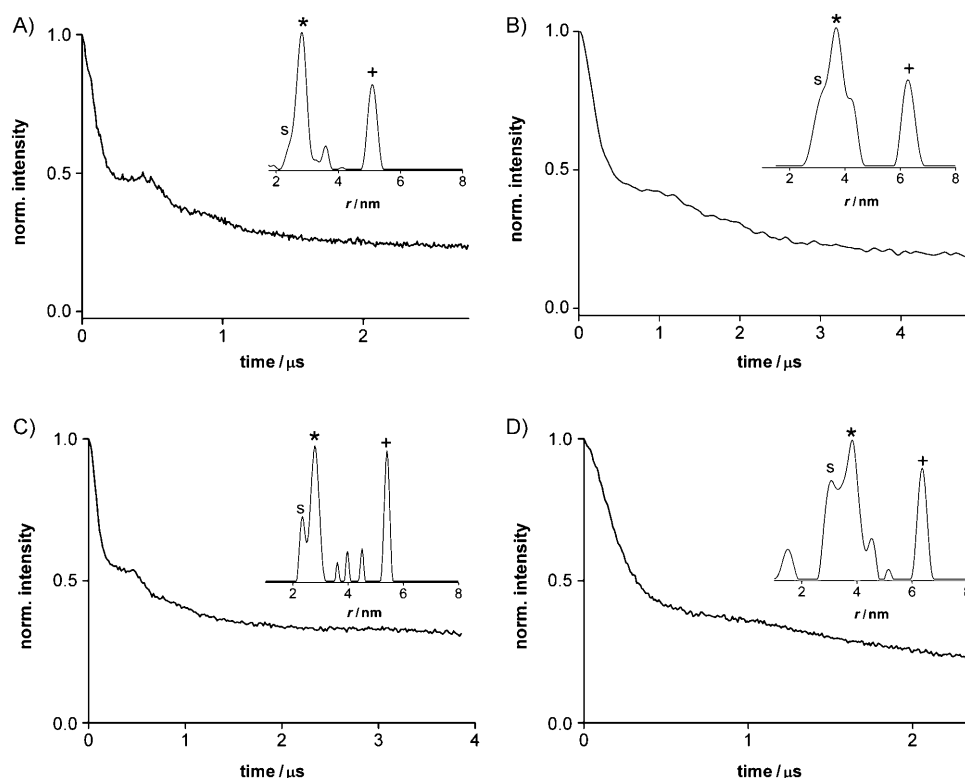 A)
norm. intensity
1.0
0.5
0.0
0 1 2
time / μs
* + s
2 4 6 8
r / nm
B)
norm. intensity
1.0
0.5
0.0
0 1 2 3 4
time / μs
* + s
2 4 6 8
r / nm
C)
norm. intensity
1.0
0.5
0.0
0 1 2 3 4
time / μs
* + s
2 4 6 8
r / nm
D)
norm. intensity
1.0
0.5
0.0
0 1 2
time / μs
* + s
2 4 6 8
r / nm